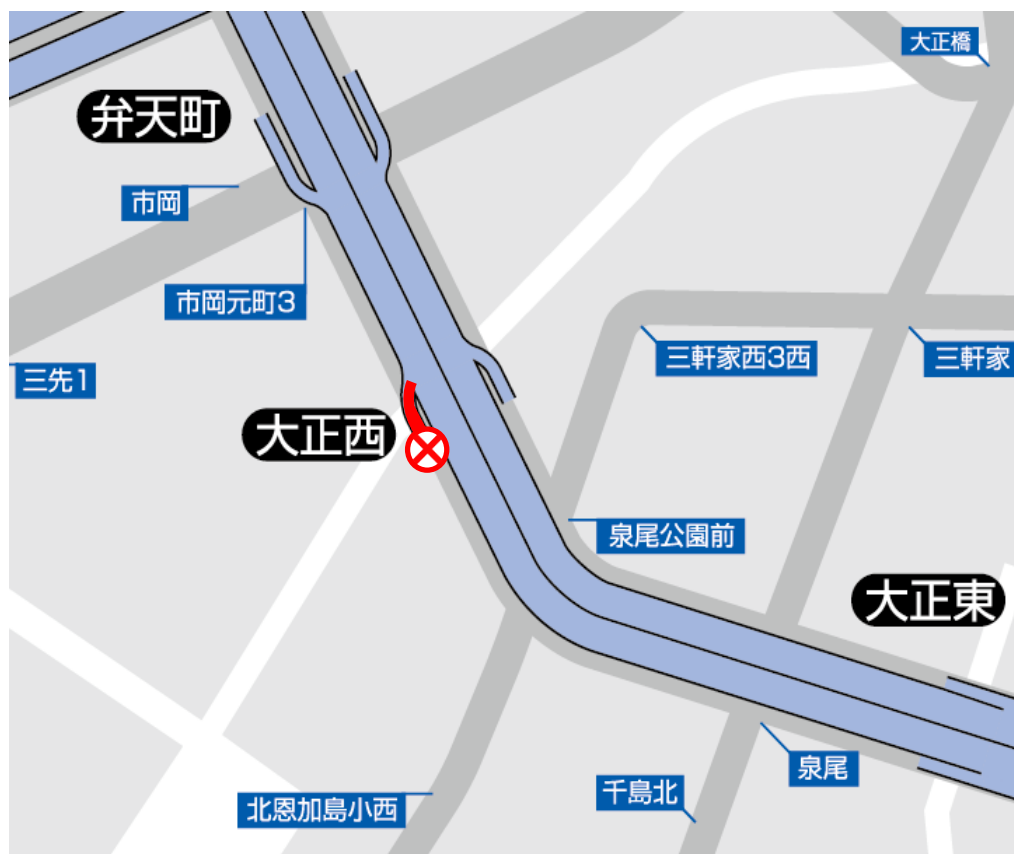 大正橋
弁天町
市岡
市岡元町3
三軒家西3西
三軒家
三先1
大正西
泉尾公園前
大正東
泉尾
千島北
北恩加島小西